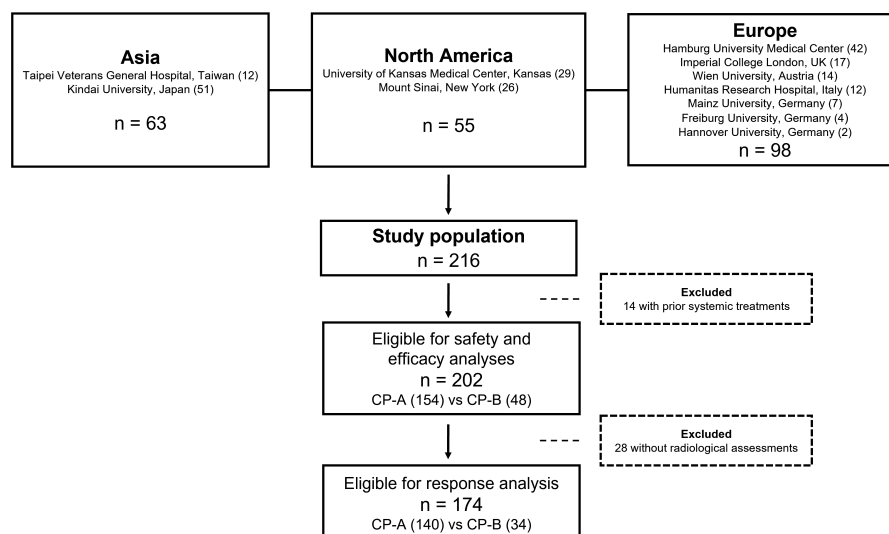 Asia
Taipei Veterans General Hospital, Taiwan (12)
Kindai University, Japan (51)
n = 63
North America
University of Kansas Medical Center, Kansas (29)
Mount Sinai, New York (26)
n = 55
Europe
Hamburg University Medical Center (42)
Imperial College London, UK (17)
Wien University, Austria (14)
Humanitas Research Hospital, Italy (12)
Mainz University, Germany (7)
Freiburg University, Germany (4)
Hannover University, Germany (2)
n = 98
Study population
n = 216
Excluded
14 with prior systemic treatments
Eligible for safety and
efficacy analyses
n = 202
CP-A (154) vs CP-B (48)
Excluded
28 without radiological assessments
Eligible for response analysis
n = 174
CP-A (140) vs CP-B (34)